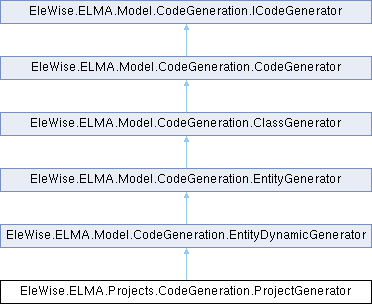 EleWise.ELMA.Model.CodeGeneration.ICodeGenerator
EleWise.ELMA.Model.CodeGeneration.CodeGenerator
EleWise.ELMA.Model.CodeGeneration.ClassGenerator
EleWise.ELMA.Model.CodeGeneration.EntityGenerator
EleWise.ELMA.Model.CodeGeneration.EntityDynamicGenerator
EleWise.ELMA.Projects.CodeGeneration.ProjectGenerator